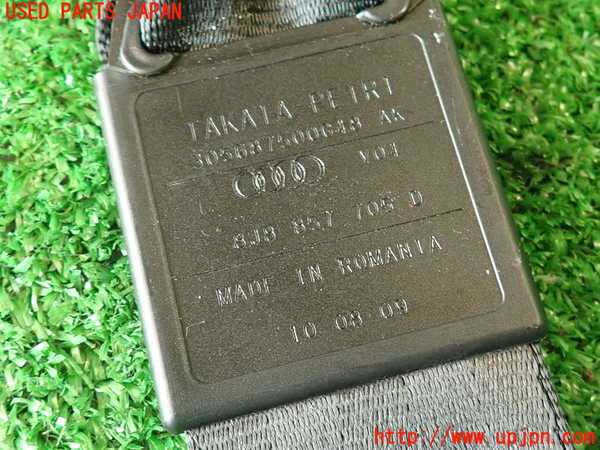 USED PARTS JAPAN
TAKATA-PETRI
305687500648 AK
V04
8J8 857 705 D
MADE IN ROMANIA
10 08 09
http://www.upjpn.com